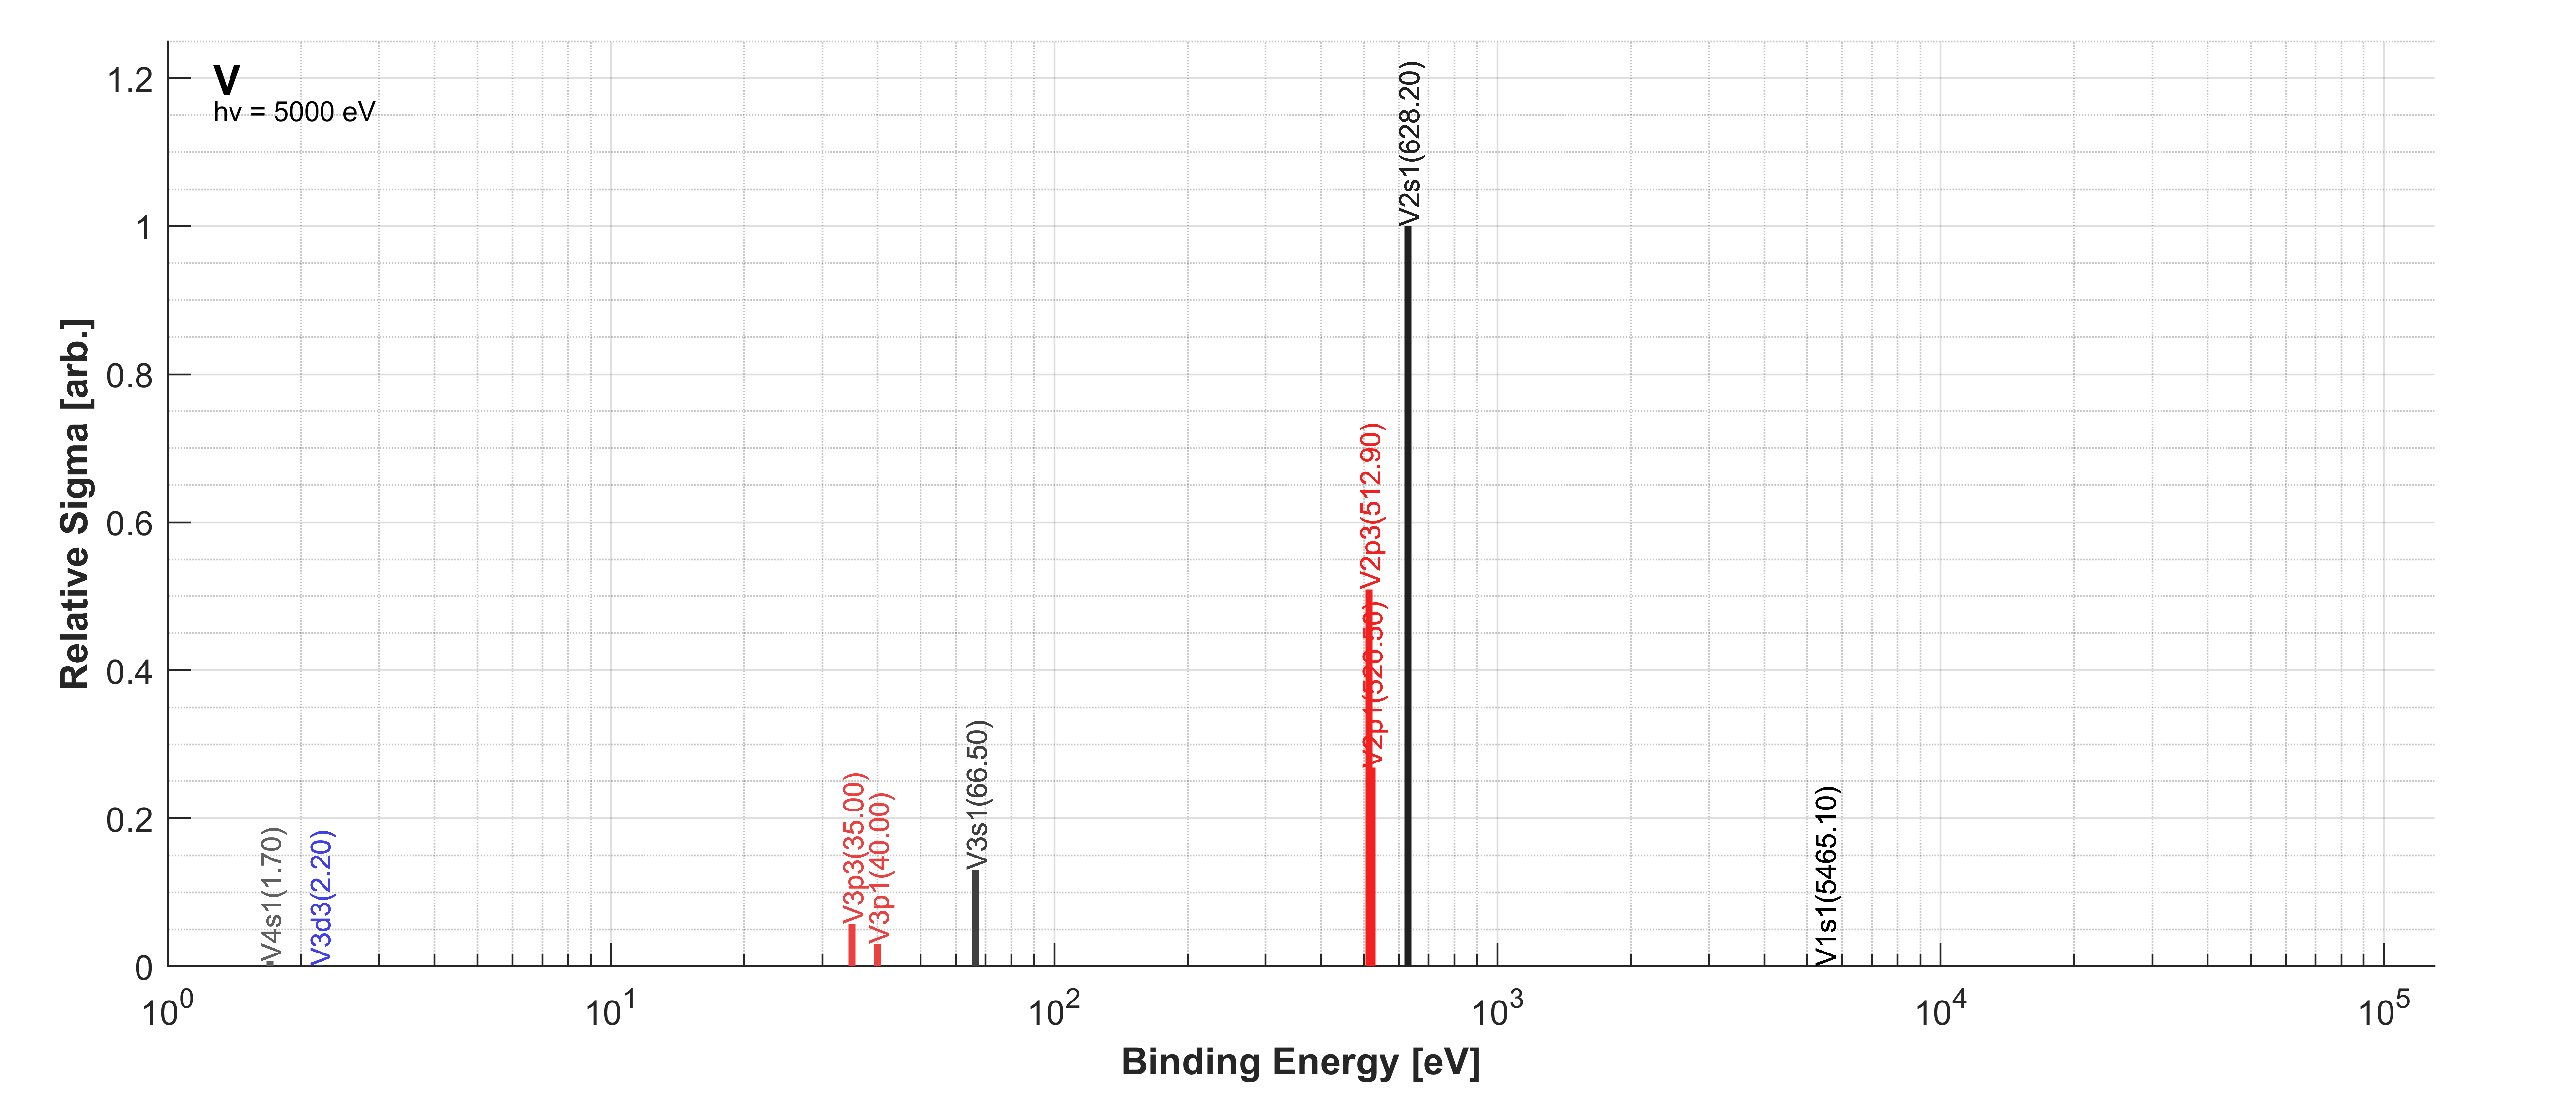 V
hv = 5000 eV
Relative Sigma [arb.]
1.2
1
0.8
0.6
0.4
0.2
0
V4s1(1.70)
V3d3(2.20)
V3p3(35.00)
V3p1(40.00)
V3s1(66.50)
V2p3(512.90)
V2p1(520.50)
V2s1(628.20)
V1s1(5465.10)
10^0
10^1
10^2
10^3
10^4
10^5
Binding Energy [eV]